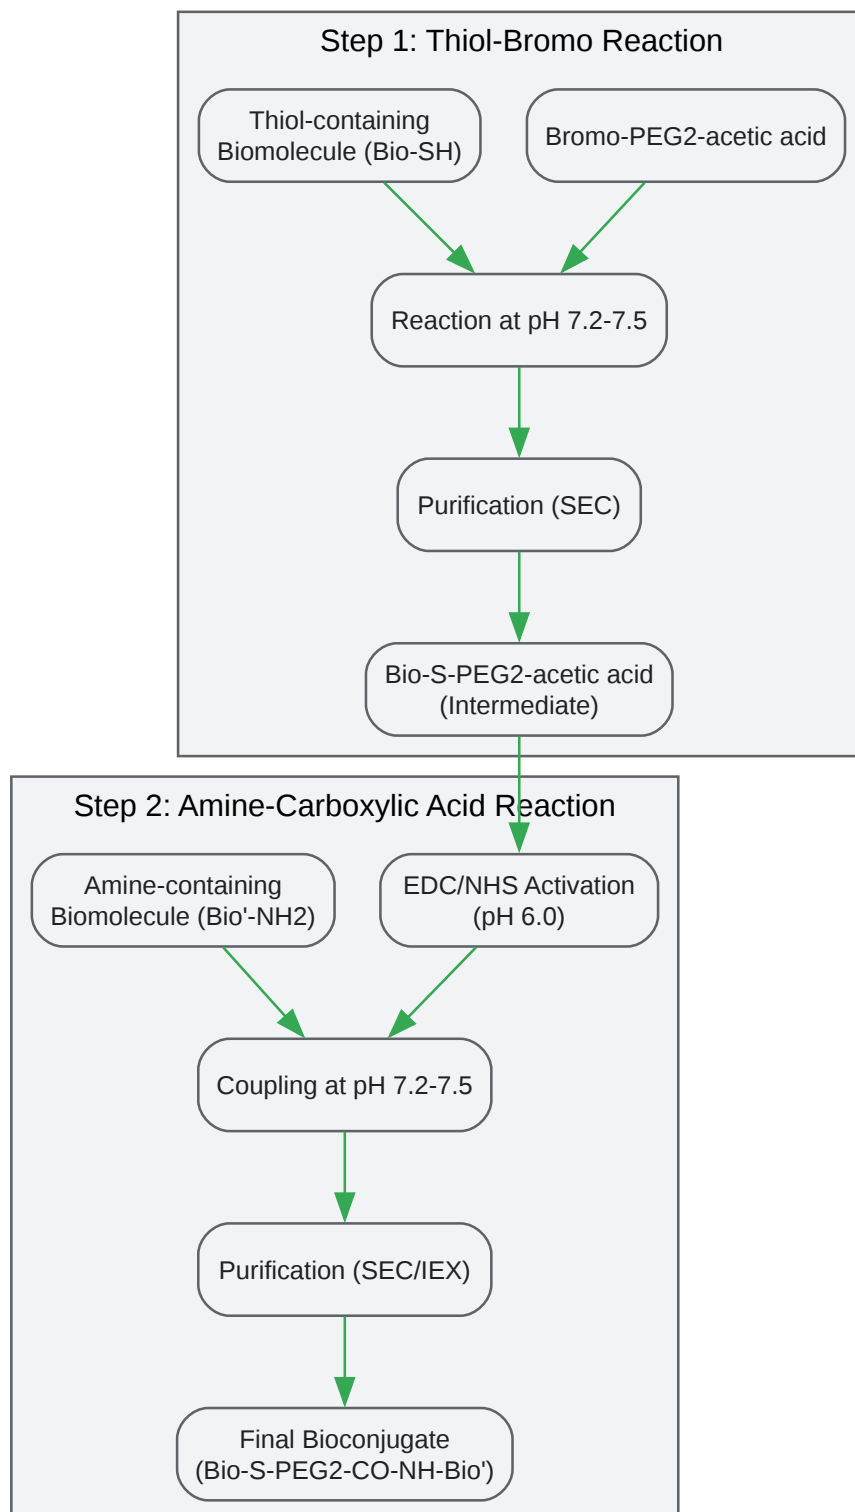 Step 1: Thiol-Bromo Reaction
Thiol-containing
Biomolecule (Bio-SH)
Bromo-PEG2-acetic acid
Reaction at pH 7.2-7.5
Purification (SEC)
Bio-S-PEG2-acetic acid
(Intermediate)
Step 2: Amine-Carboxylic Acid Reaction
Amine-containing
Biomolecule (Bio'-NH2)
EDC/NHS Activation
(pH 6.0)
Coupling at pH 7.2-7.5
Purification (SEC/IEX)
Final Bioconjugate
(Bio-S-PEG2-CO-NH-Bio')